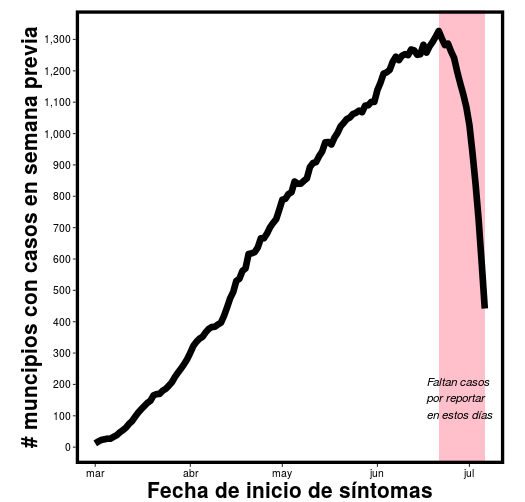 # muncipios con casos en semana previa
1,300
1,200
1,100
1,000
900
800
700
600
500
400
300
200
100
0
Faltan casos
por reportar
en estos días
mar abr may jun jul
Fecha de inicio de síntomas